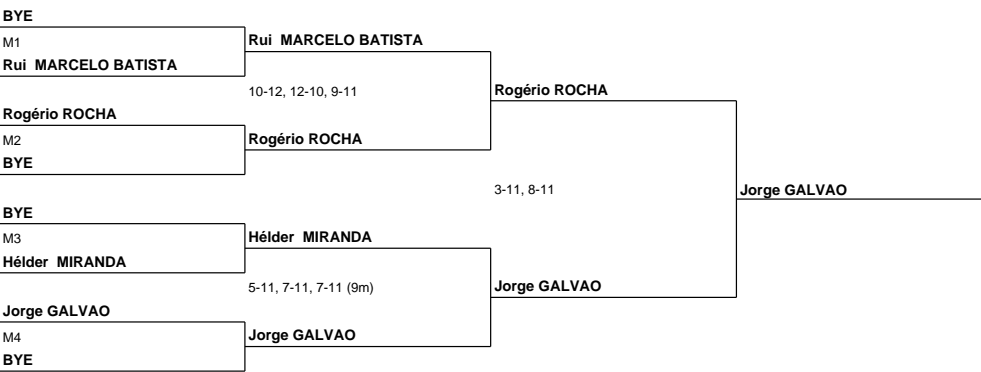 BYE
M1
Rui MARCELO BATISTA
Rui MARCELO BATISTA
10-12, 12-10, 9-11
Rogério ROCHA
Rogério ROCHA
M2
Rogério ROCHA
BYE
3-11, 8-11
Jorge GALVAO
BYE
M3
Hélder MIRANDA
Hélder MIRANDA
5-11, 7-11, 7-11 (9m)
Jorge GALVAO
Jorge GALVAO
M4
Jorge GALVAO
BYE